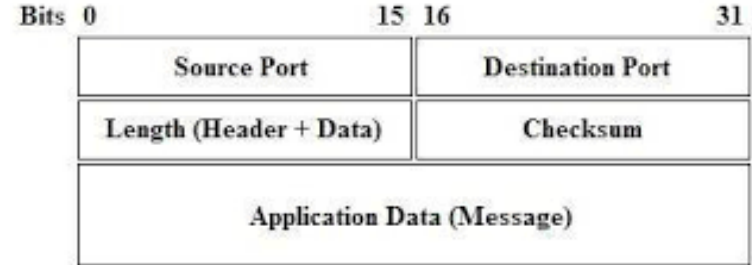 Bits 0 15 16 31
Source Port Destination Port
Length (Header + Data) Checksum
Application Data (Message)